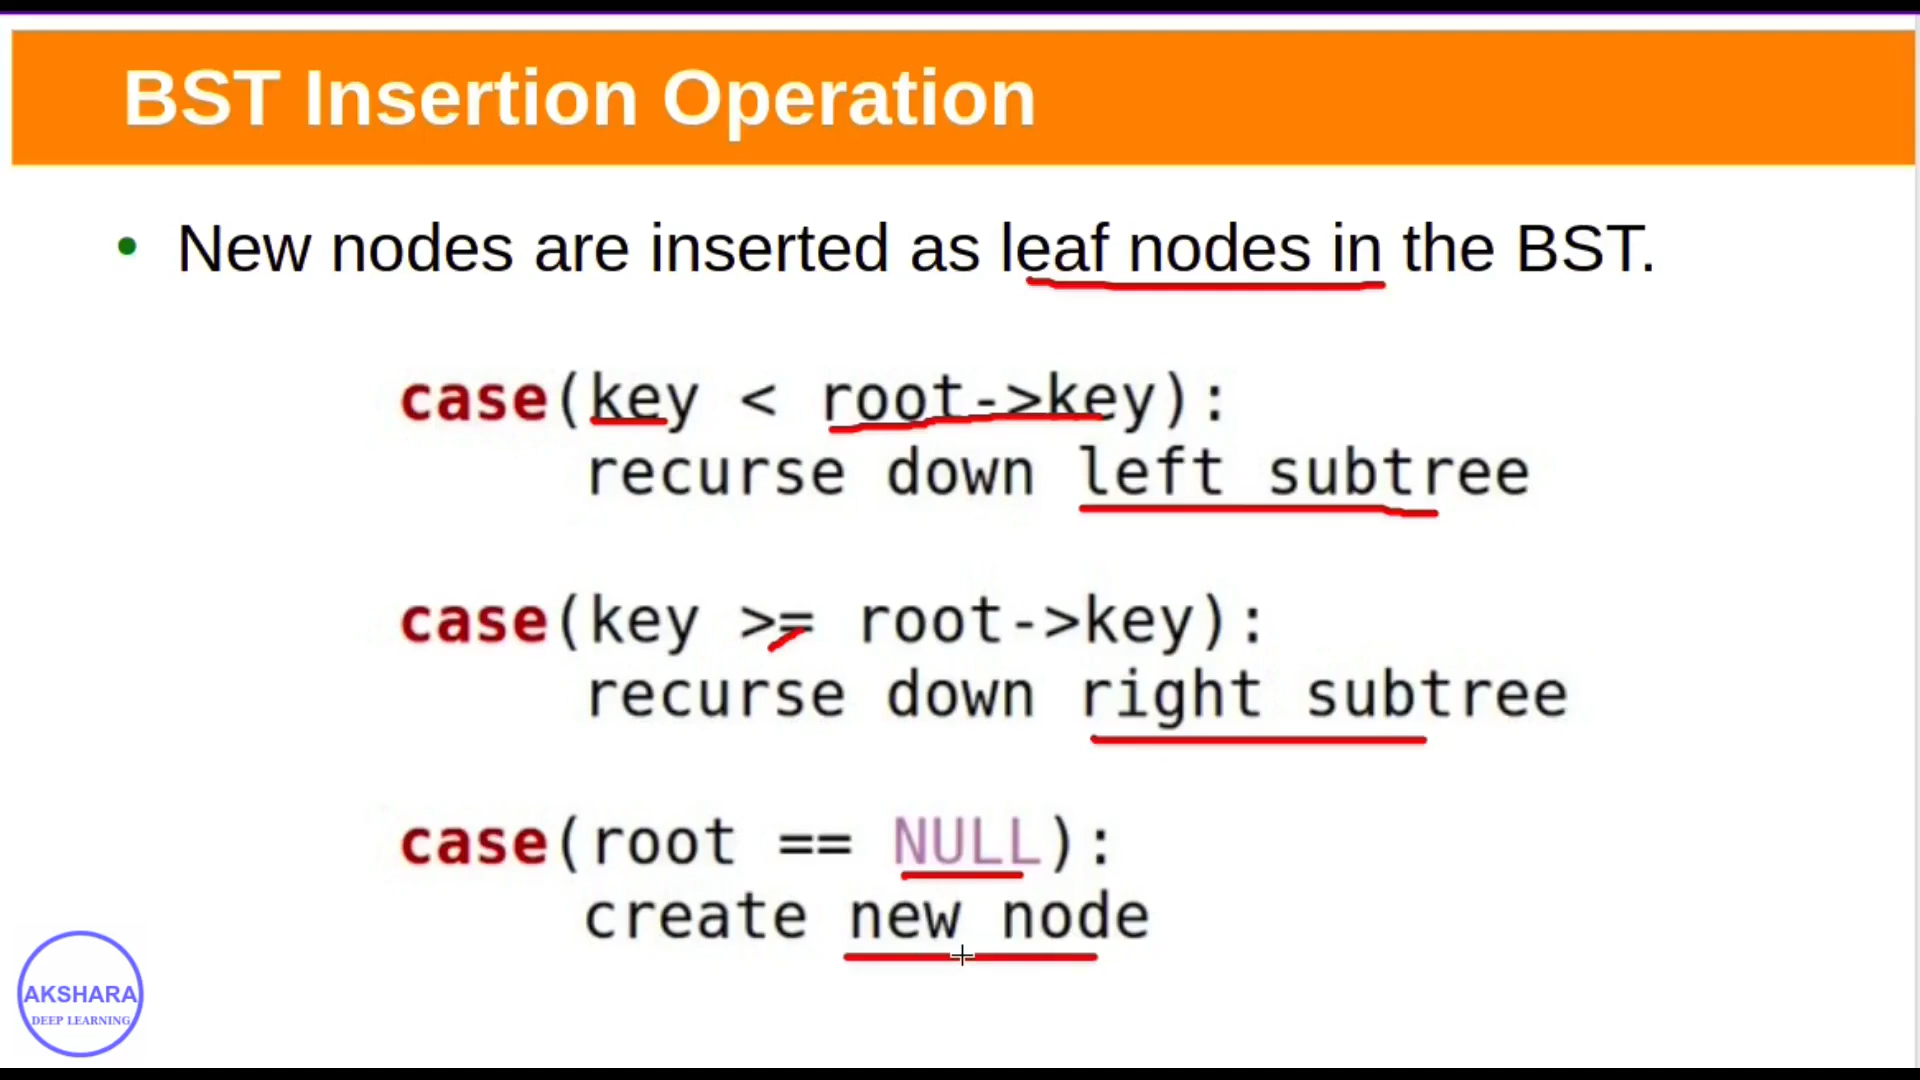 BST Insertion Operation
• New nodes are inserted as leaf nodes in the BST.
case(key < root->key):
recurse down left subtree
case(key >= root->key):
recurse down right subtree
case(root == NULL):
create new node
AKSHARA
DEEP LEARNING